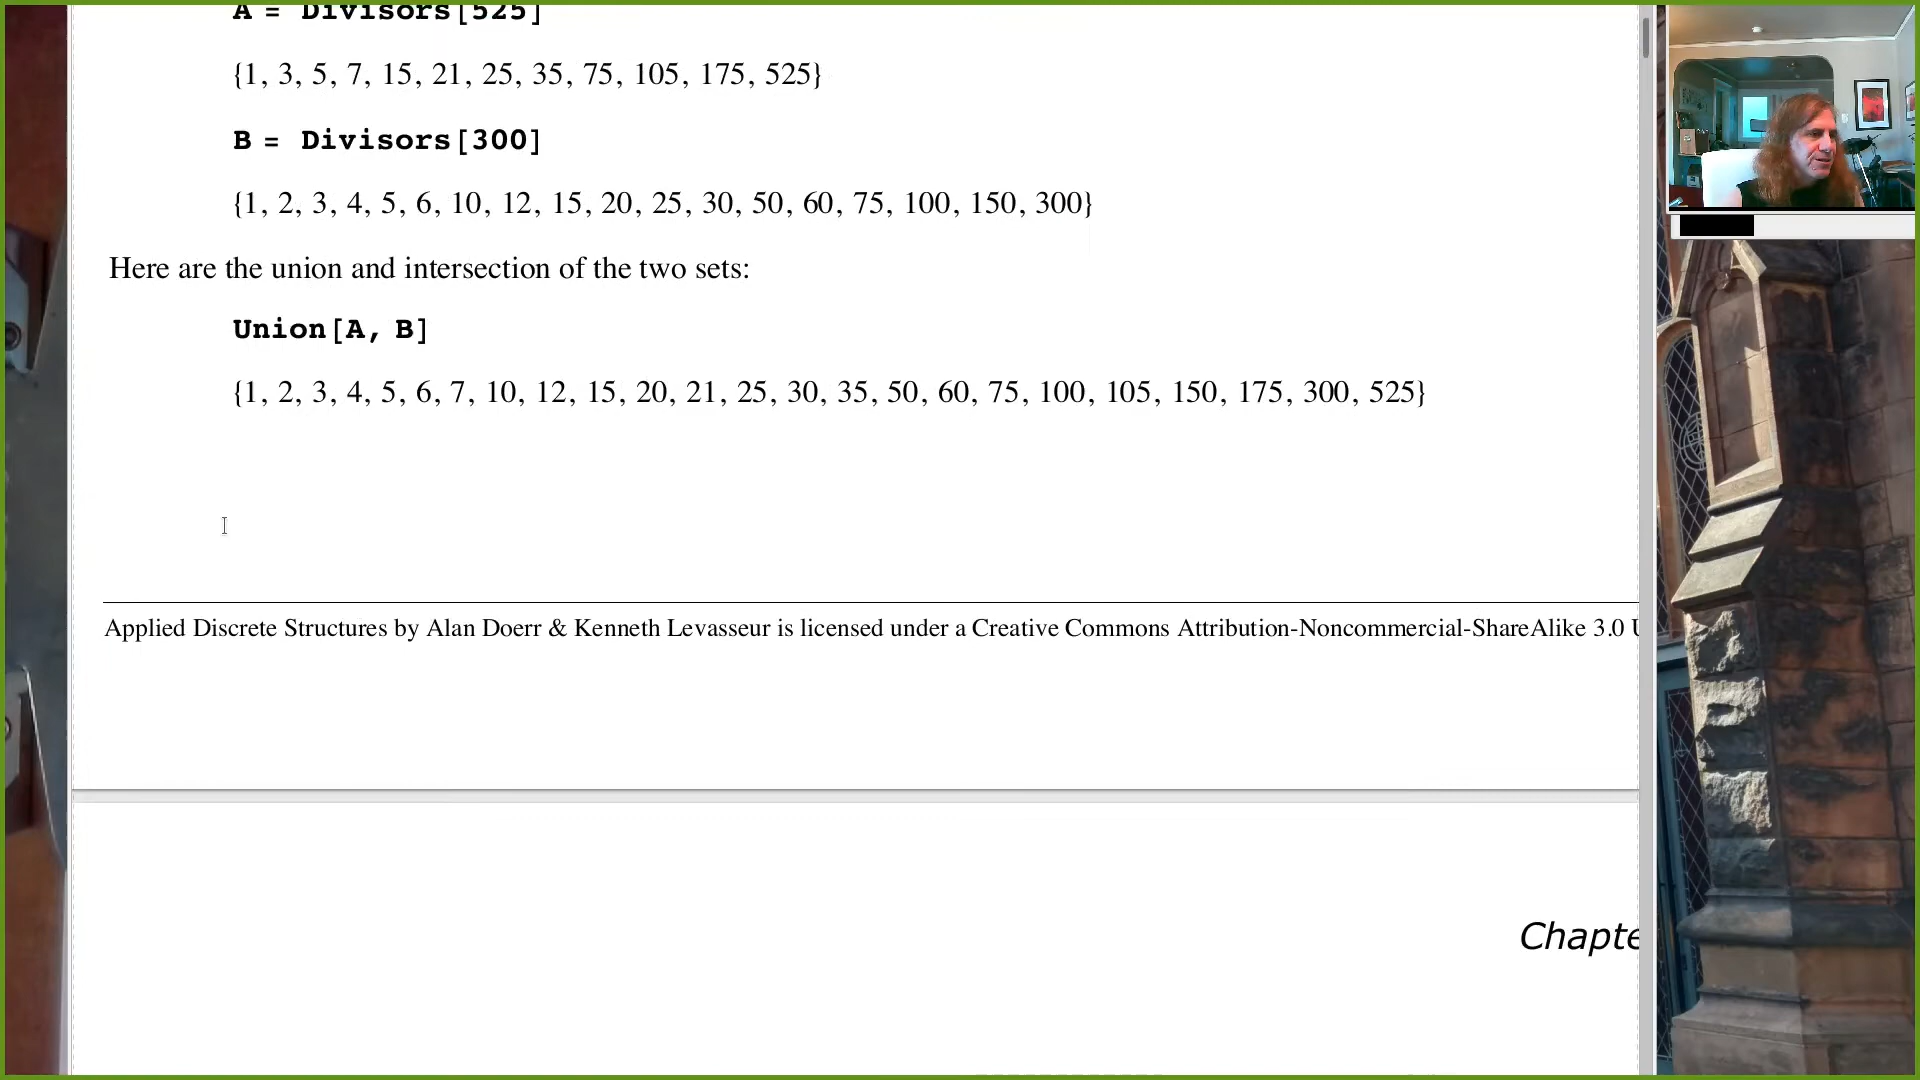 A = Divisors[525]
{1, 3, 5, 7, 15, 21, 25, 35, 75, 105, 175, 525}
B = Divisors[300]
{1, 2, 3, 4, 5, 6, 10, 12, 15, 20, 25, 30, 50, 60, 75, 100, 150, 300}
Here are the union and intersection of the two sets:
Union[A, B]
{1, 2, 3, 4, 5, 6, 7, 10, 12, 15, 20, 21, 25, 30, 35, 50, 60, 75, 100, 105, 150, 175, 300, 525}
Applied Discrete Structures by Alan Doerr & Kenneth Levasseur is licensed under a Creative Commons Attribution-Noncommercial-ShareAlike 3.0 U
Chapte